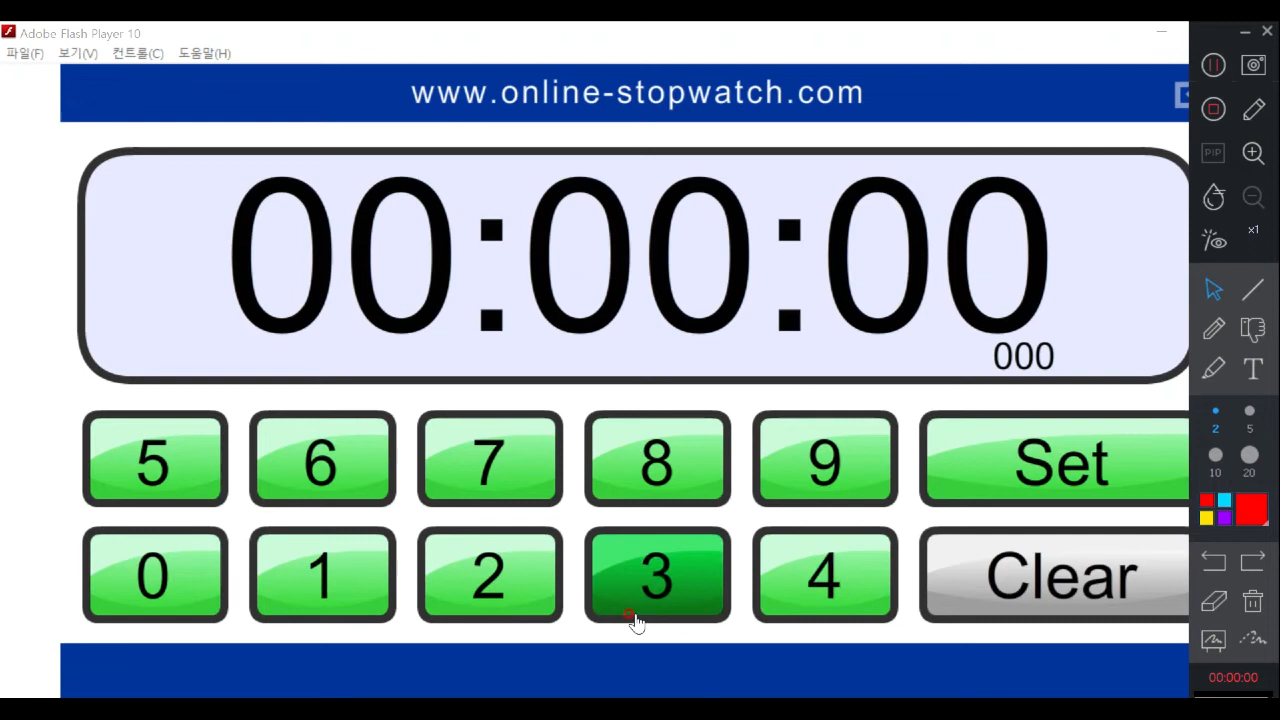 Adobe Flash Player 10
파일(F) 보기(V) 컨트롤(C) 도움말(H)
www.online-stopwatch.com
00:00:00
000
5 6 7 8 9 Set
0 1 2 3 4 Clear
PIP
x1
T
2 5
10 20
00:00:00